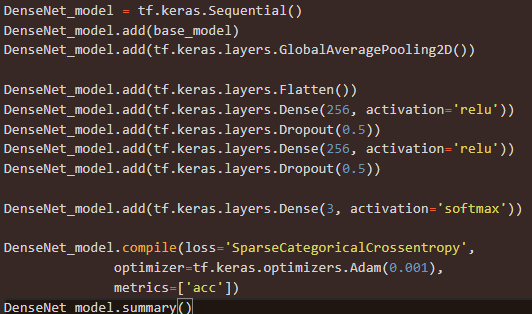 DenseNet_model = tf.keras.Sequential()
DenseNet_model.add(base_model)
DenseNet_model.add(tf.keras.layers.GlobalAveragePooling2D())
DenseNet_model.add(tf.keras.layers.Flatten())
DenseNet_model.add(tf.keras.layers.Dense(256, activation='relu'))
DenseNet_model.add(tf.keras.layers.Dropout(0.5))
DenseNet_model.add(tf.keras.layers.Dense(256, activation='relu'))
DenseNet_model.add(tf.keras.layers.Dropout(0.5))
DenseNet_model.add(tf.keras.layers.Dense(3, activation='softmax'))
DenseNet_model.compile(loss='SparseCategoricalCrossentropy',
optimizer=tf.keras.optimizers.Adam(0.001),
metrics=['acc'])
DenseNet_model.summary()